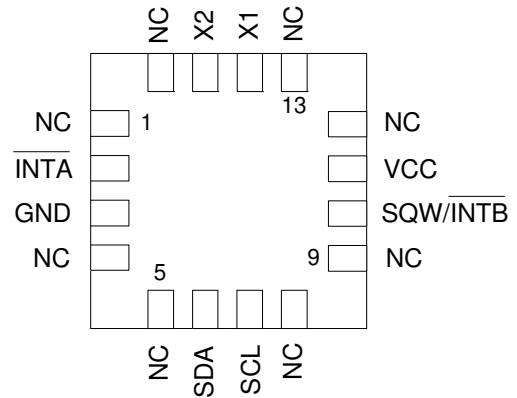 NC X2 X1 NC
13
NC 1 NC
INTA VCC
GND SQW/INTB
NC 9 NC
5
NC SDA SCL NC